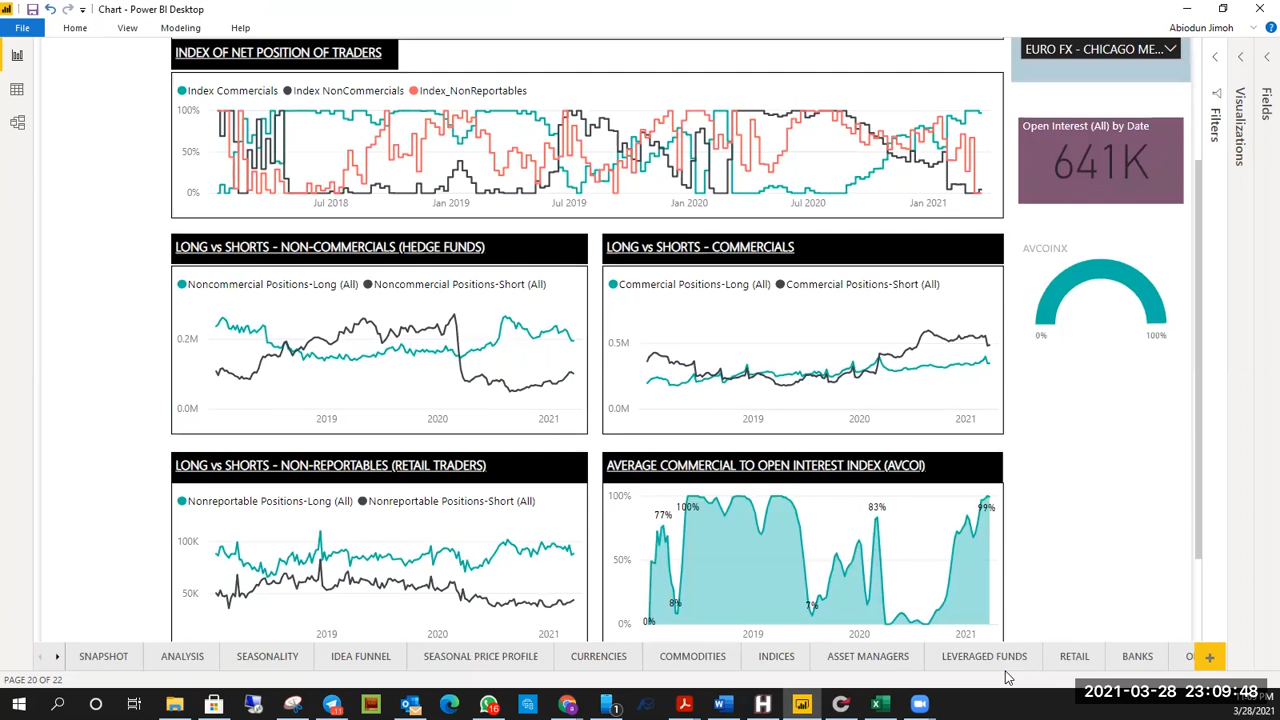 Chart - Power BI Desktop
Abiodun Jimoh
File Home View Modeling Help
INDEX OF NET POSITION OF TRADERS
Index Commercials Index NonCommercials Index_NonReportables
100%
50%
0%
Jul 2018 Jan 2019 Jul 2019 Jan 2020 Jul 2020 Jan 2021
EURO FX - CHICAGO ME...
Open Interest (All) by Date
641K
AVCOINX
0% 100%
Filters
Visualizations
Fields
LONG vs SHORTS - NON-COMMERCIALS (HEDGE FUNDS)
Noncommercial Positions-Long (All) Noncommercial Positions-Short (All)
0.2M
0.0M
2019 2020 2021
LONG vs SHORTS - COMMERCIALS
Commercial Positions-Long (All) Commercial Positions-Short (All)
0.5M
0.0M
2019 2020 2021
LONG vs SHORTS - NON-REPORTABLES (RETAIL TRADERS)
Nonreportable Positions-Long (All) Nonreportable Positions-Short (All)
100K
50K
2019 2020 2021
AVERAGE COMMERCIAL TO OPEN INTEREST INDEX (AVCOI)
100%
50%
0%
0% 77% 8% 100% 7% 83% 99%
2019 2020 2021
SNAPSHOT ANALYSIS SEASONALITY IDEA FUNNEL SEASONAL PRICE PROFILE CURRENCIES COMMODITIES INDICES ASSET MANAGERS LEVERAGED FUNDS RETAIL BANKS
PAGE 20 OF 22
2021-03-28 23:09:48
16
1
3/28/2021